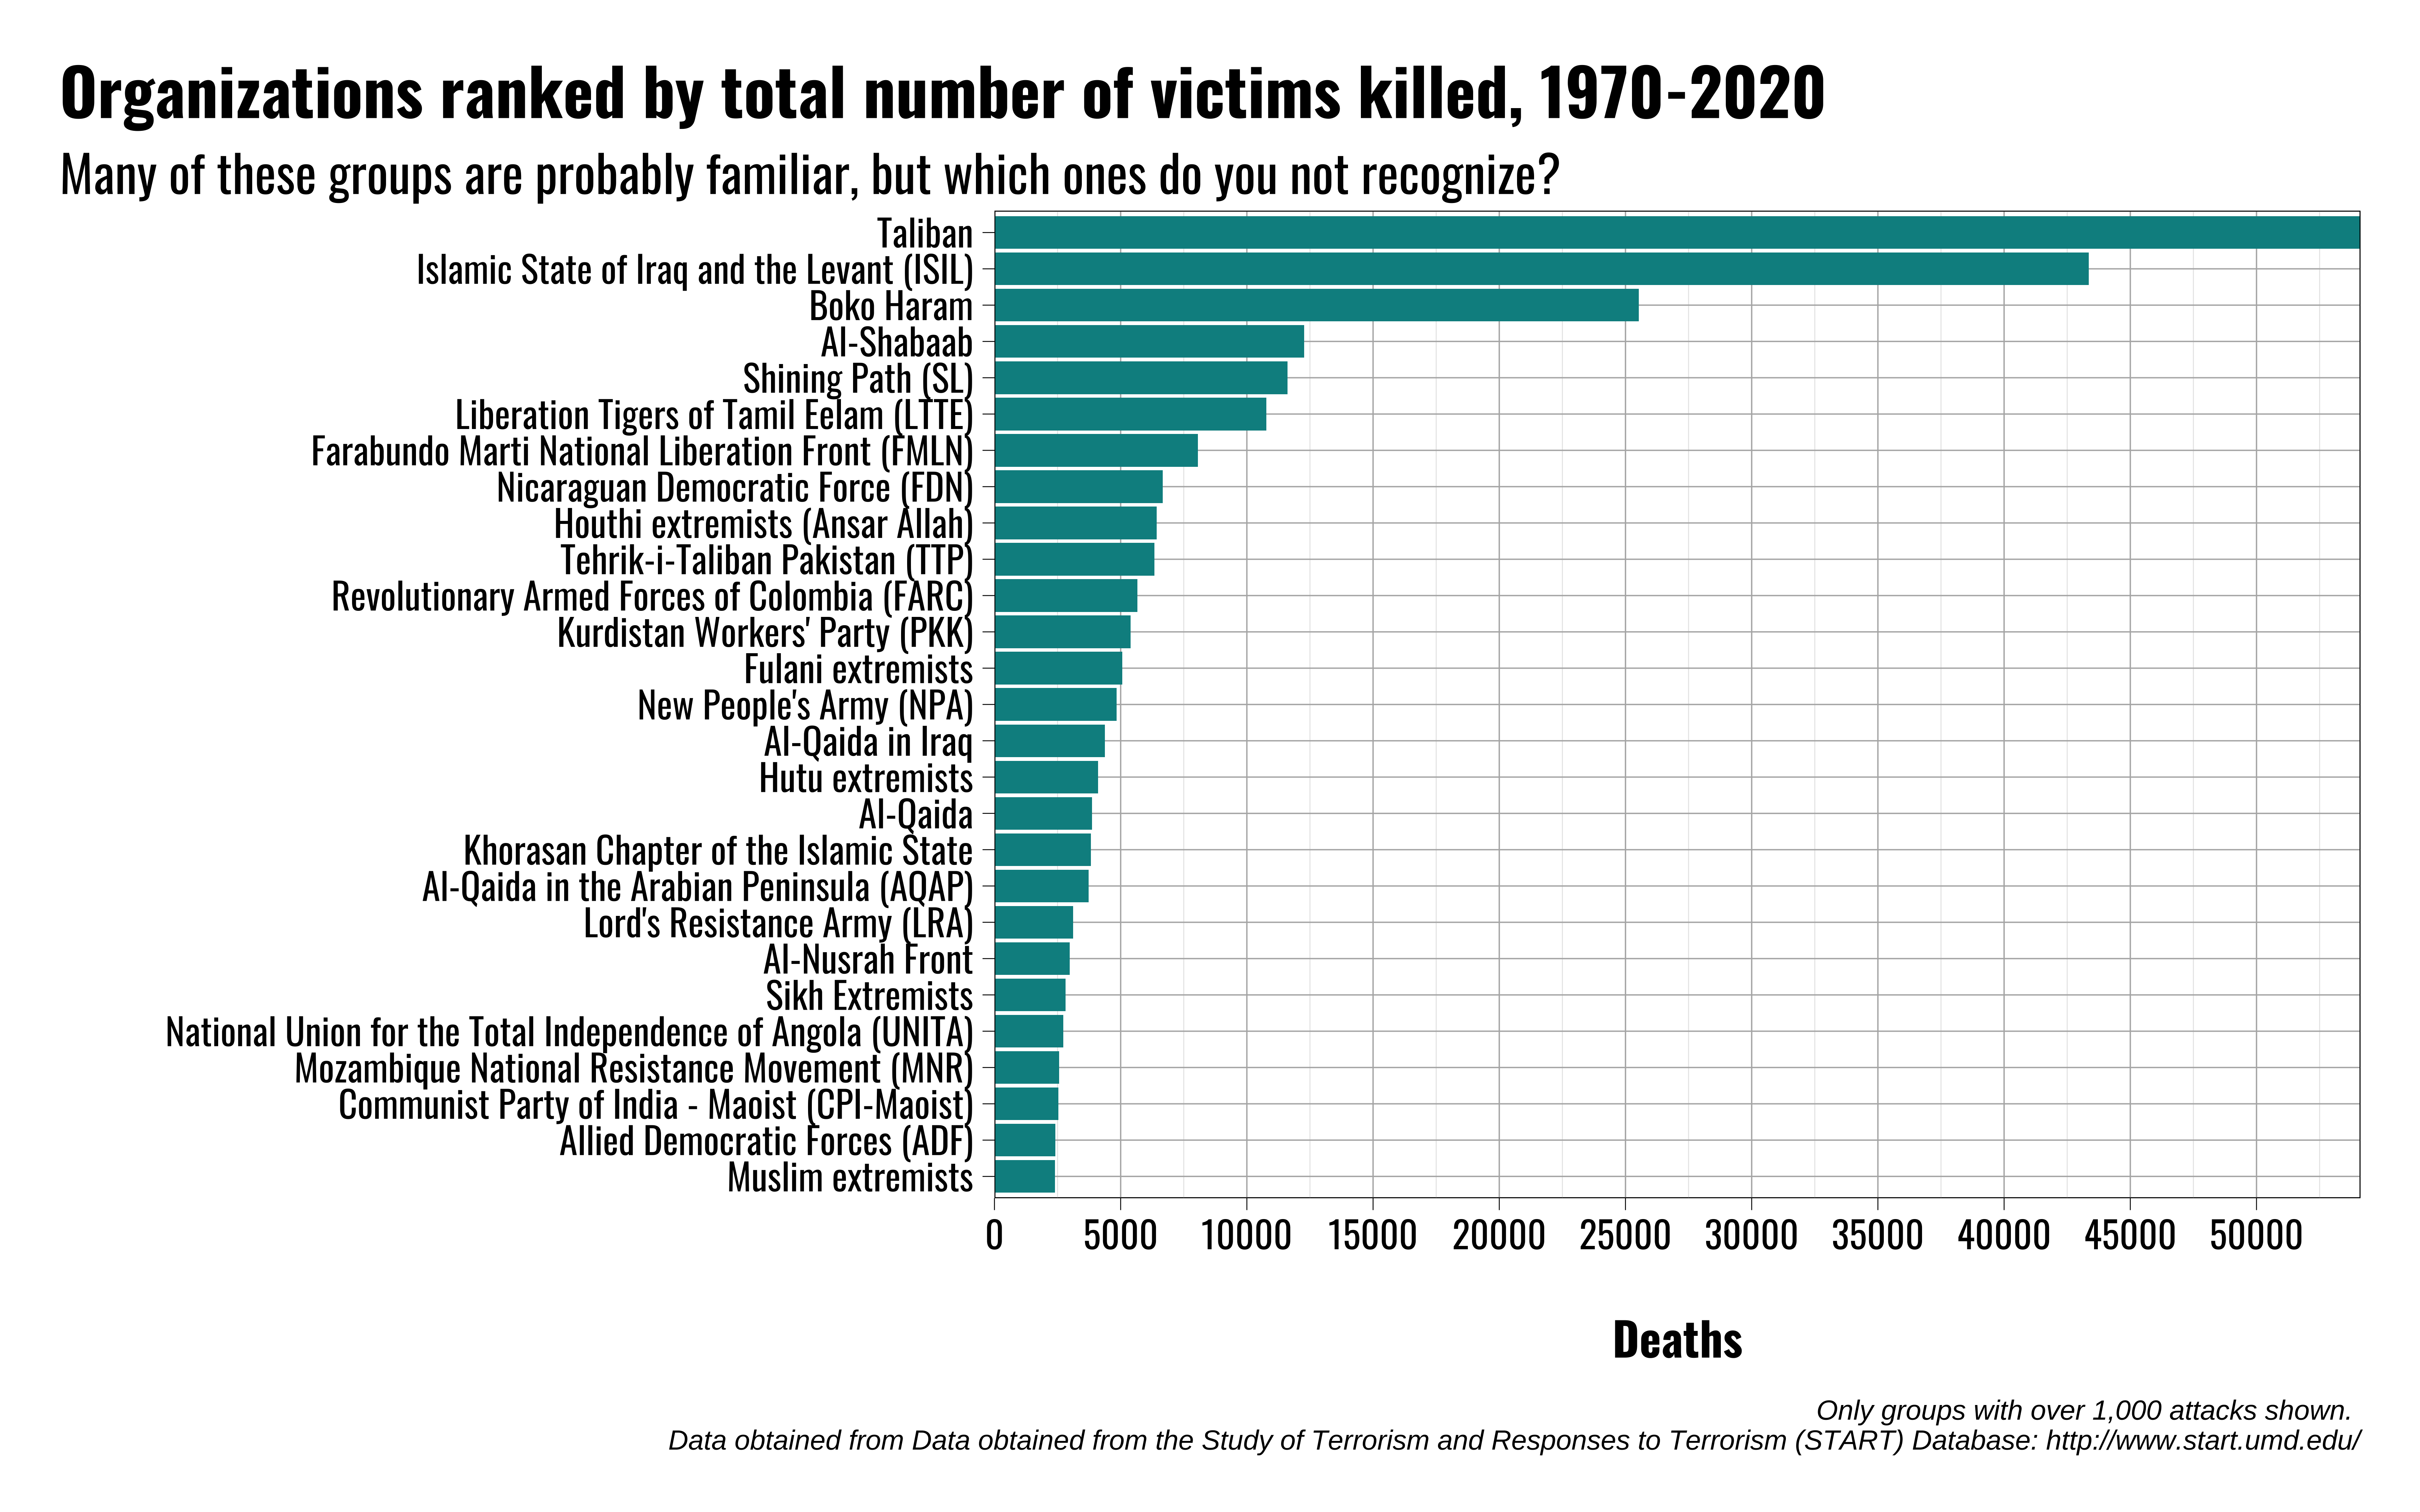 Organizations ranked by total number of victims killed, 1970-2020
Many of these groups are probably familiar, but which ones do you not recognize?
Taliban
Islamic State of Iraq and the Levant (ISIL)
Boko Haram
Al-Shabaab
Shining Path (SL)
Liberation Tigers of Tamil Eelam (LTTE)
Farabundo Marti National Liberation Front (FMLN)
Nicaraguan Democratic Force (FDN)
Houthi extremists (Ansar Allah)
Tehrik-i-Taliban Pakistan (TTP)
Revolutionary Armed Forces of Colombia (FARC)
Kurdistan Workers' Party (PKK)
Fulani extremists
New People's Army (NPA)
Al-Qaida in Iraq
Hutu extremists
Al-Qaida
Khorasan Chapter of the Islamic State
Al-Qaida in the Arabian Peninsula (AQAP)
Lord's Resistance Army (LRA)
Al-Nusrah Front
Sikh Extremists
National Union for the Total Independence of Angola (UNITA)
Mozambique National Resistance Movement (MNR)
Communist Party of India - Maoist (CPI-Maoist)
Allied Democratic Forces (ADF)
Muslim extremists
0 5000 10000 15000 20000 25000 30000 35000 40000 45000 50000
Deaths
Only groups with over 1,000 attacks shown.
Data obtained from Data obtained from the Study of Terrorism and Responses to Terrorism (START) Database: http://www.start.umd.edu/